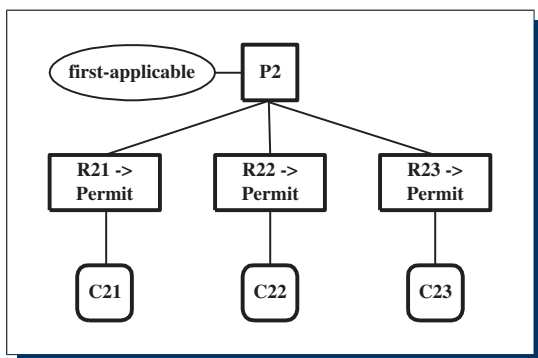 first-applicable
P2
R21 ->
Permit
R22 ->
Permit
R23 ->
Permit
C21
C22
C23